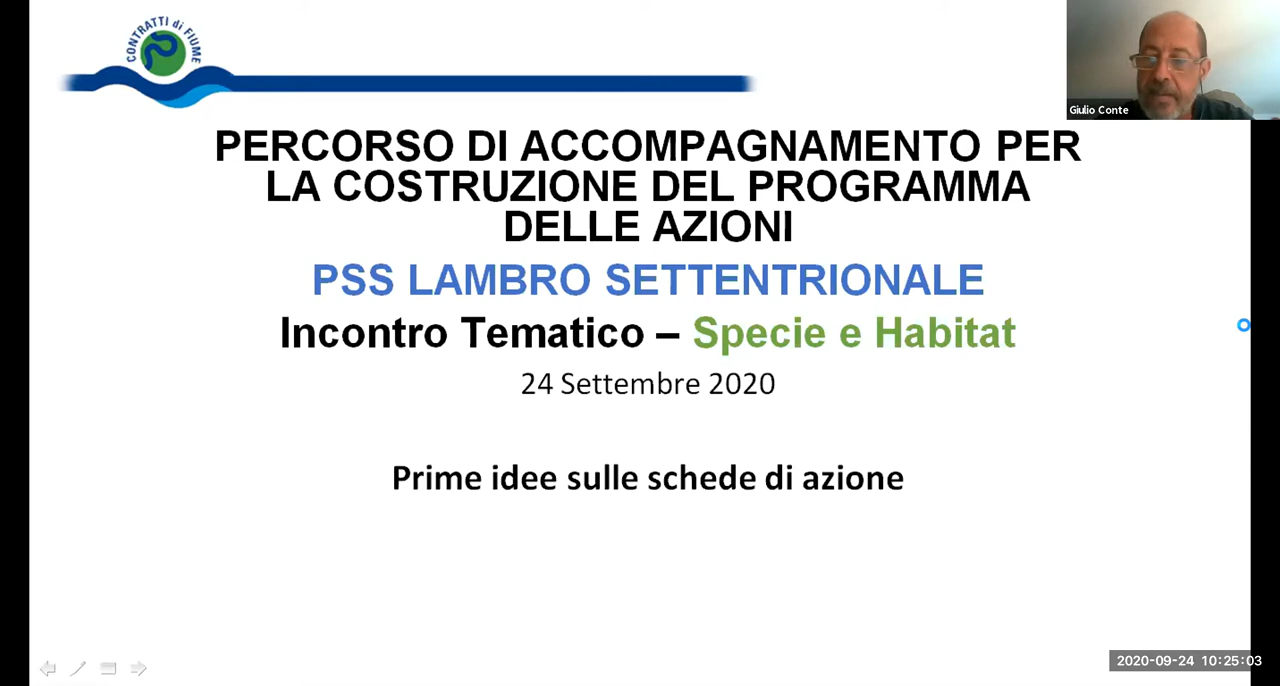 CONTRATTI di FIUME
Giulio Conte
PERCORSO DI ACCOMPAGNAMENTO PER
LA COSTRUZIONE DEL PROGRAMMA
DELLE AZIONI
PSS LAMBRO SETTENTRIONALE
Incontro Tematico – Specie e Habitat
24 Settembre 2020
Prime idee sulle schede di azione
2020-09-24 10:25:03